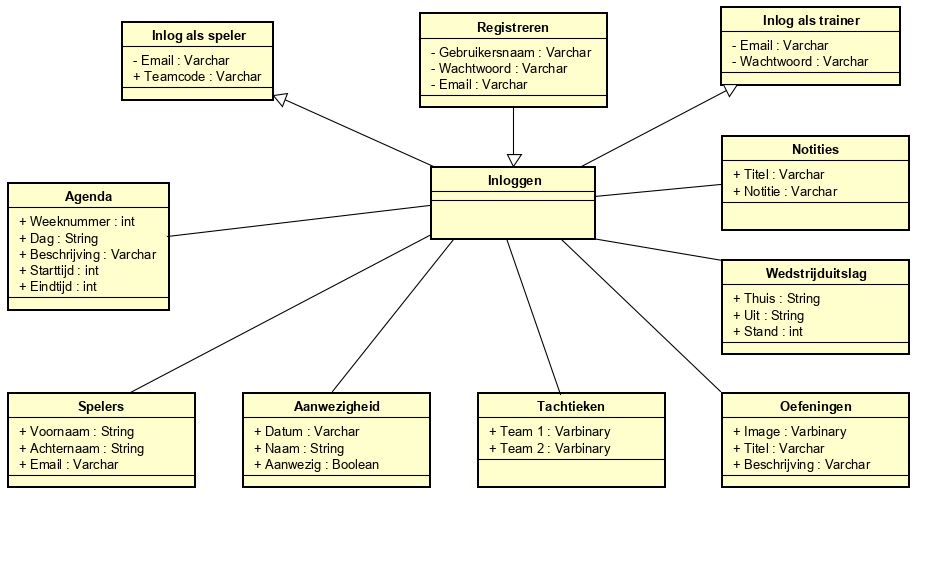 Inlog als speler
- Email : Varchar
+ Teamcode : Varchar
Registreren
- Gebruikersnaam : Varchar
- Wachtwoord : Varchar
- Email : Varchar
Inlog als trainer
- Email : Varchar
- Wachtwoord : Varchar
Inloggen
Notities
+ Titel : Varchar
+ Notitie : Varchar
Agenda
+ Weeknummer : int
+ Dag : String
+ Beschrijving : Varchar
+ Starttijd : int
+ Eindtijd : int
Wedstrijduitslag
+ Thuis : String
+ Uit : String
+ Stand : int
Spelers
+ Voornaam : String
+ Achternaam : String
+ Email : Varchar
Aanwezigheid
+ Datum : Varchar
+ Naam : String
+ Aanwezig : Boolean
Tachtieken
+ Team 1 : Varbinary
+ Team 2 : Varbinary
Oefeningen
+ Image : Varbinary
+ Titel : Varchar
+ Beschrijving : Varchar